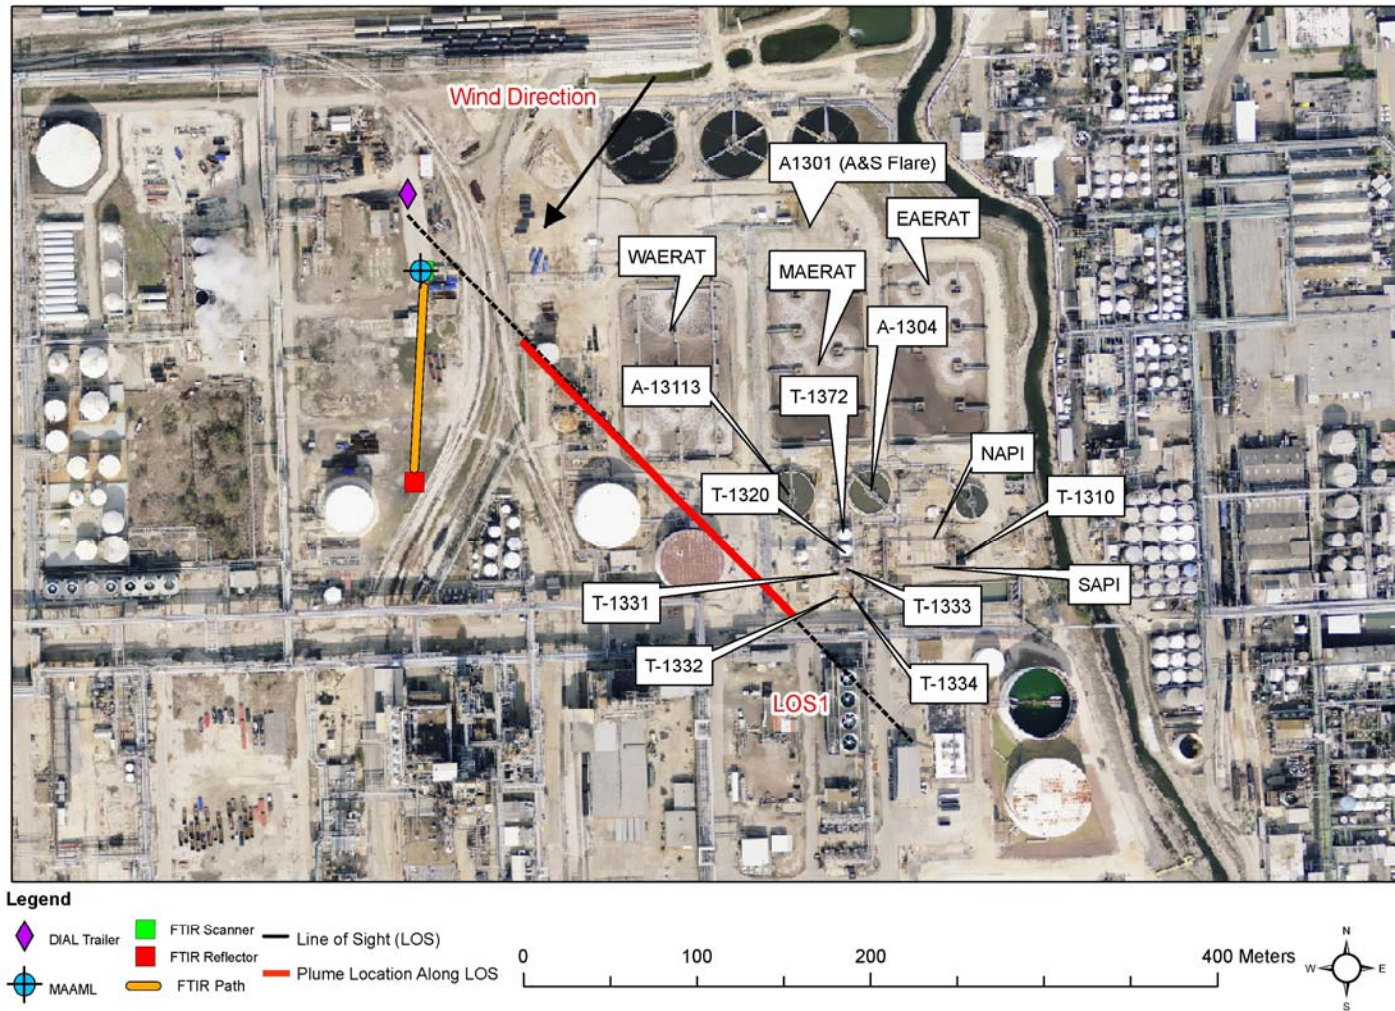 Wind Direction
A1301 (A&S Flare)
EAERAT
WAERAT
MAERAT
A-1304
A-13113
T-1372
NAPI
T-1320
T-1310
T-1331
T-1333
SAPI
T-1332
T-1334
LOS1
Legend
DIAL Trailer
MAAML
FTIR Scanner
FTIR Reflector
FTIR Path
Line of Sight (LOS)
Plume Location Along LOS
0 100 200 400 Meters
N
W E
S